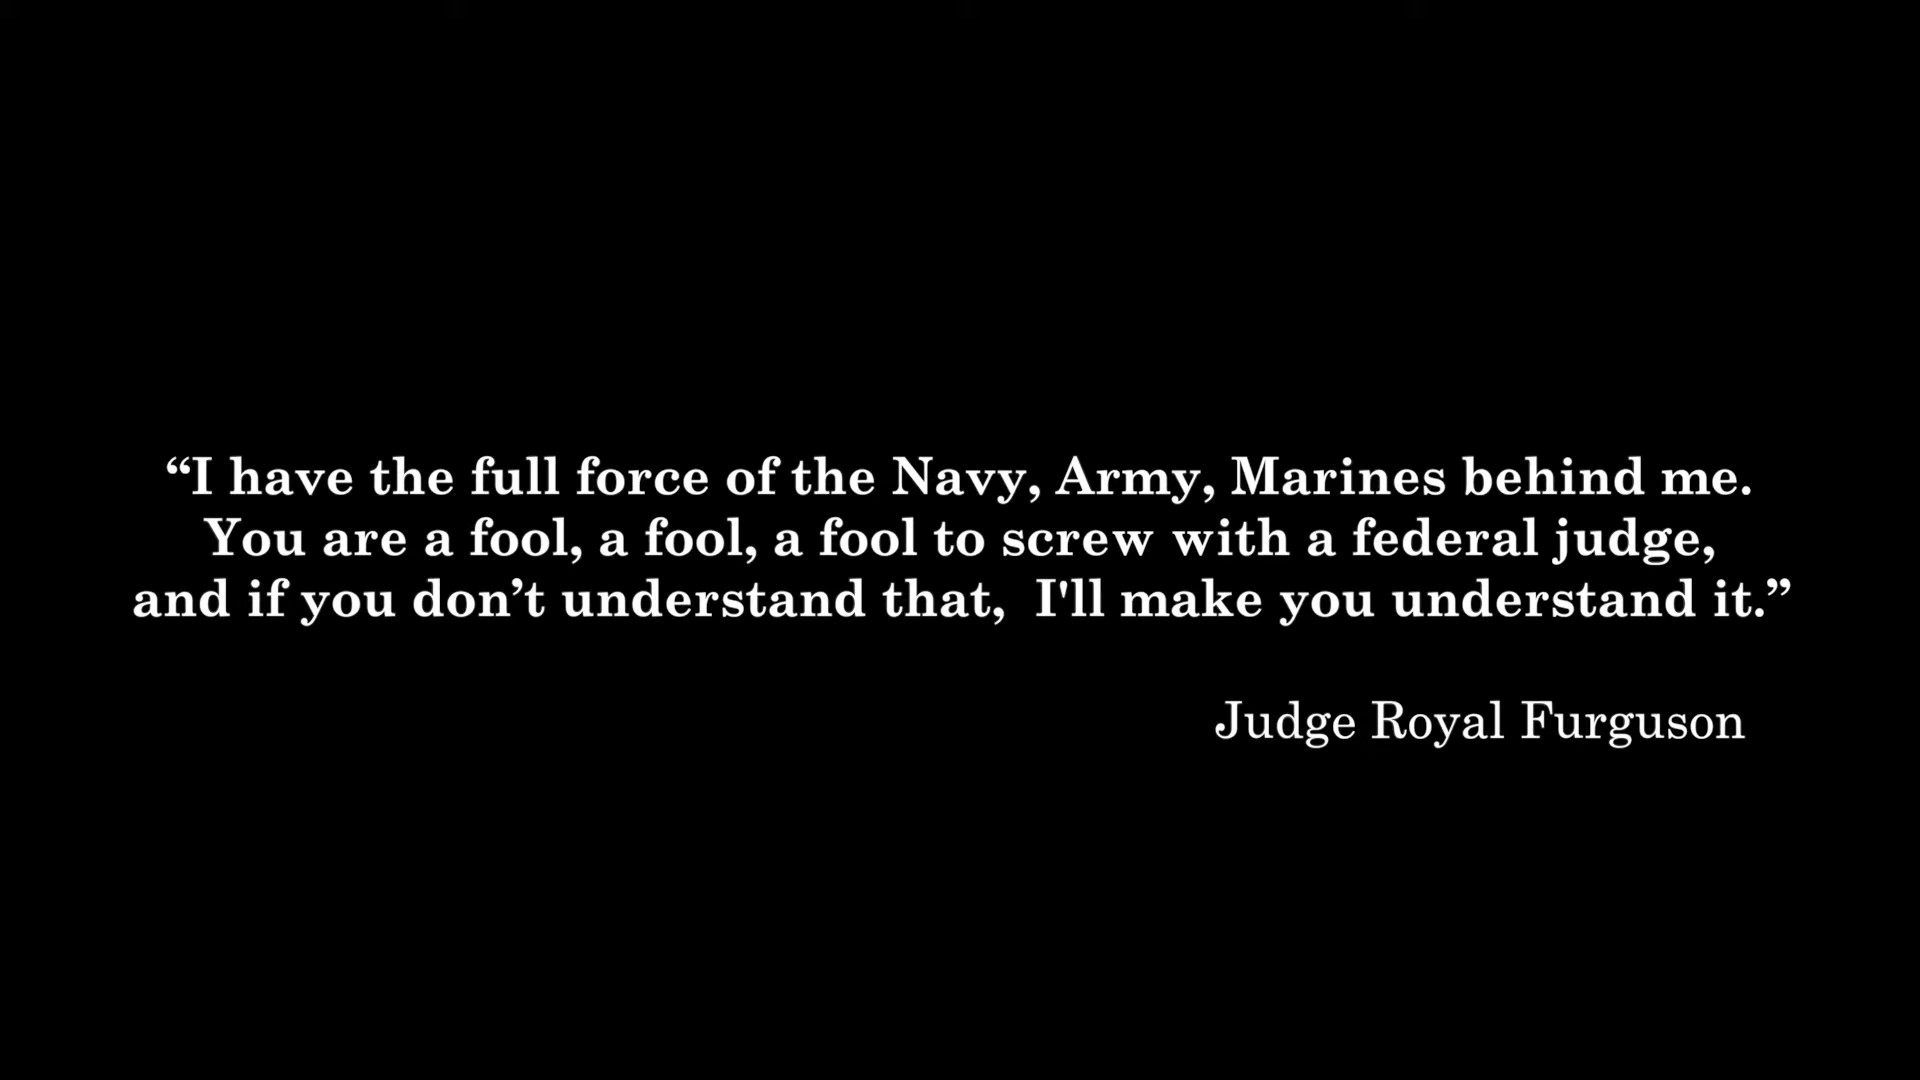 “I have the full force of the Navy, Army, Marines behind me.
You are a fool, a fool, a fool to screw with a federal judge,
and if you don’t understand that,  I'll make you understand it.”
Judge Royal Furguson